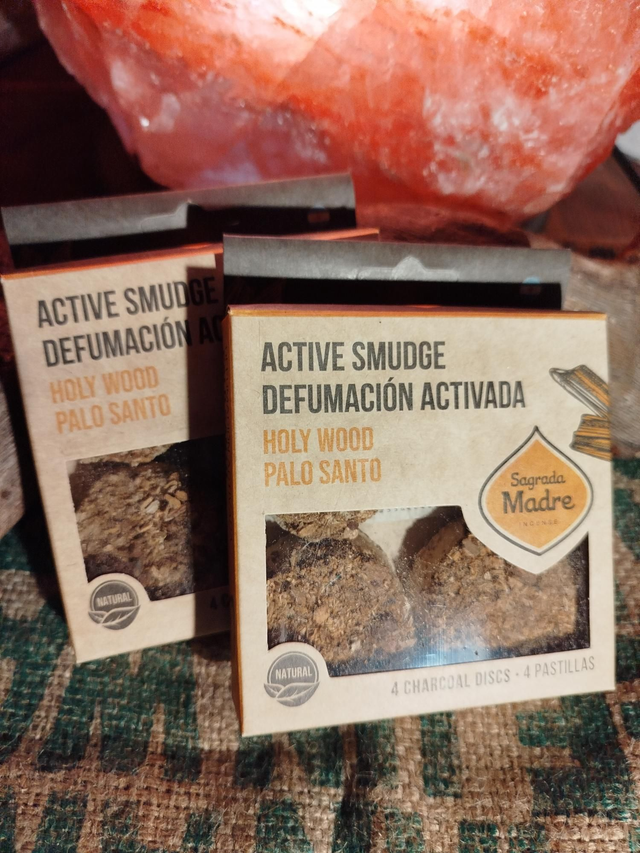 ACTIVE SMUDGE
DEFUMACIÓN AC
HOLY WOOD
PALO SANTO
NATURAL
4
ACTIVE SMUDGE
DEFUMACIÓN ACTIVADA
HOLY WOOD
PALO SANTO
Sagrada
Madre
NATURAL
4 CHARCOAL DISCS • 4 PASTILLAS